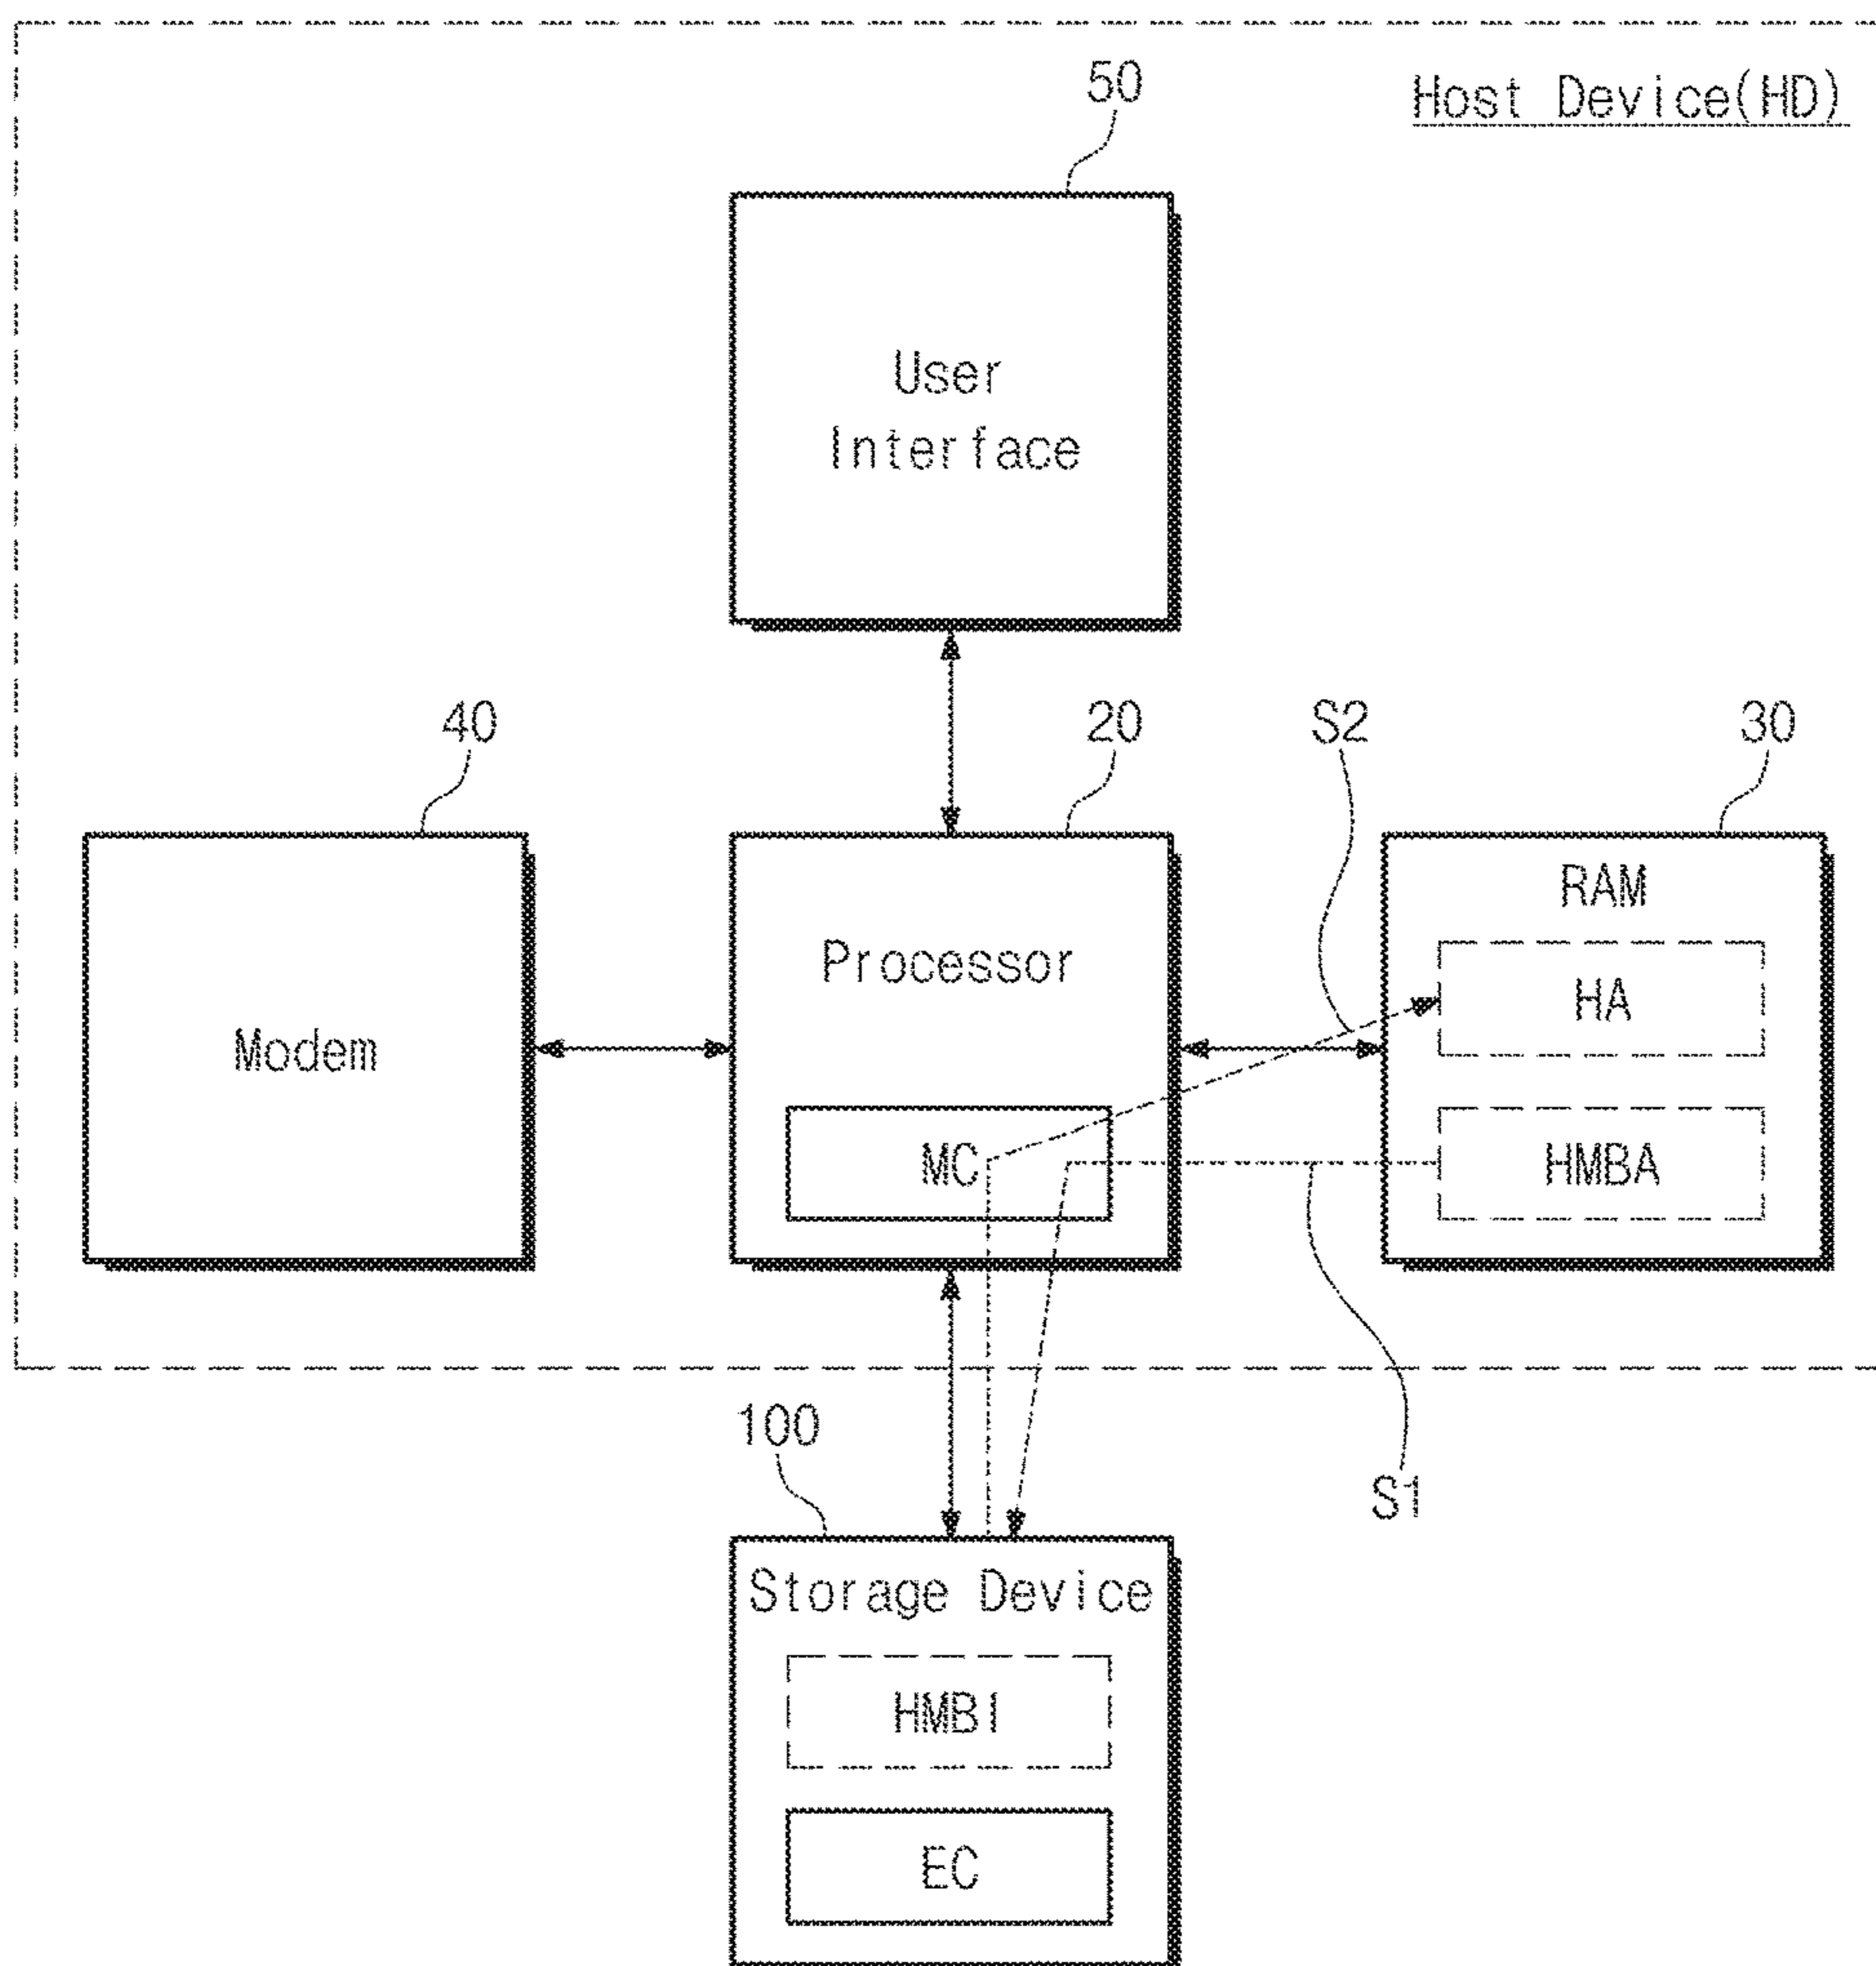 50
Host Device(HD)
User
Interface
40
20
S2
30
RAM
Processor
HA
Modem
MC
HMBA
100
S1
Storage Device
HMBI
EC